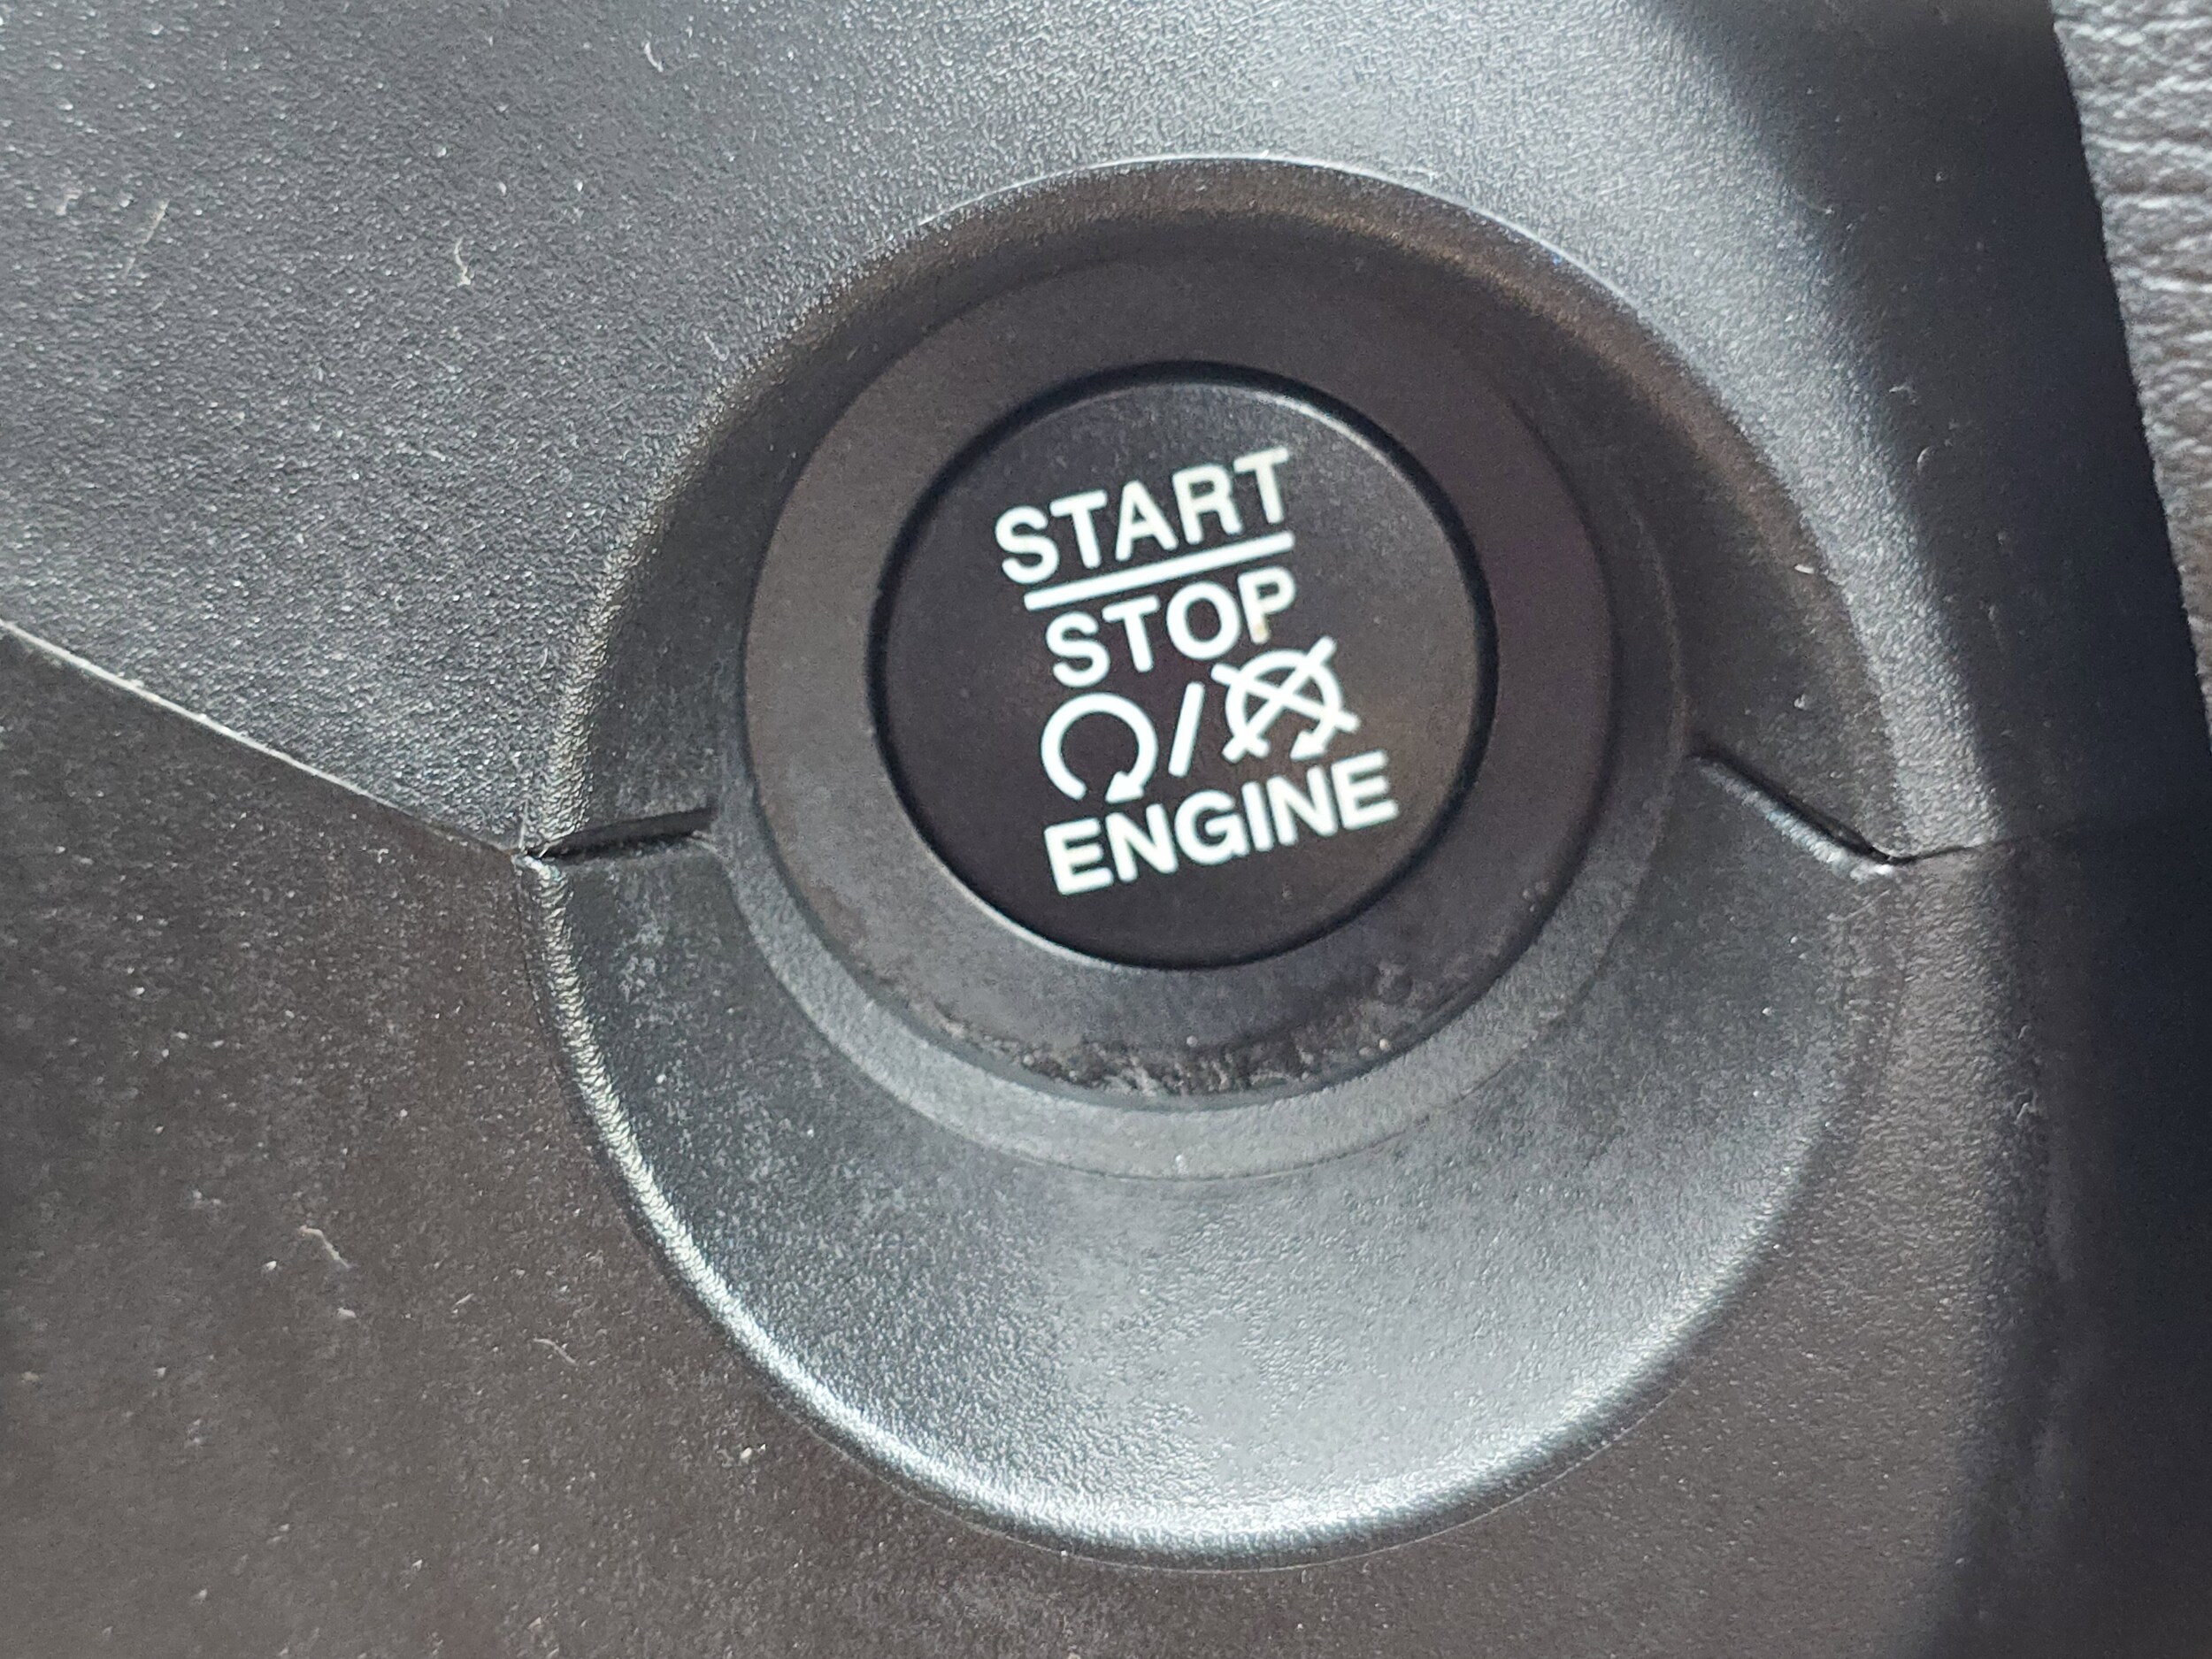 START
STOP
/
ENGINE